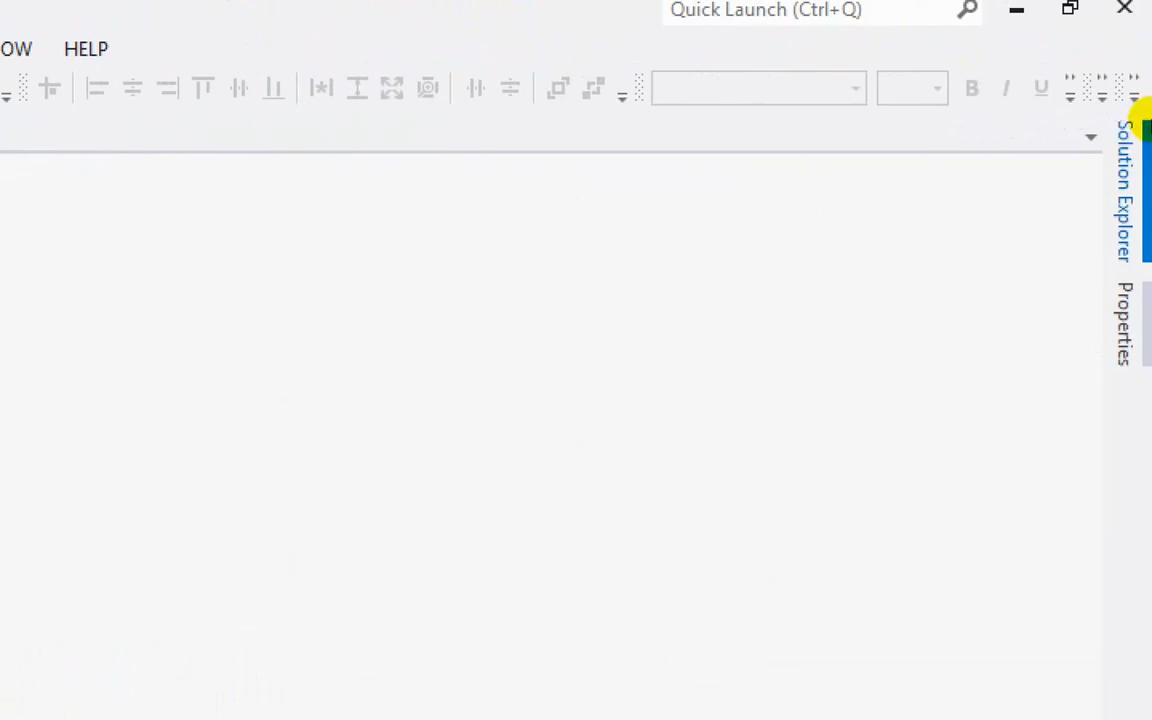 Quick Launch (Ctrl+Q)
OW
HELP
B I U
Solution Explorer
Properties